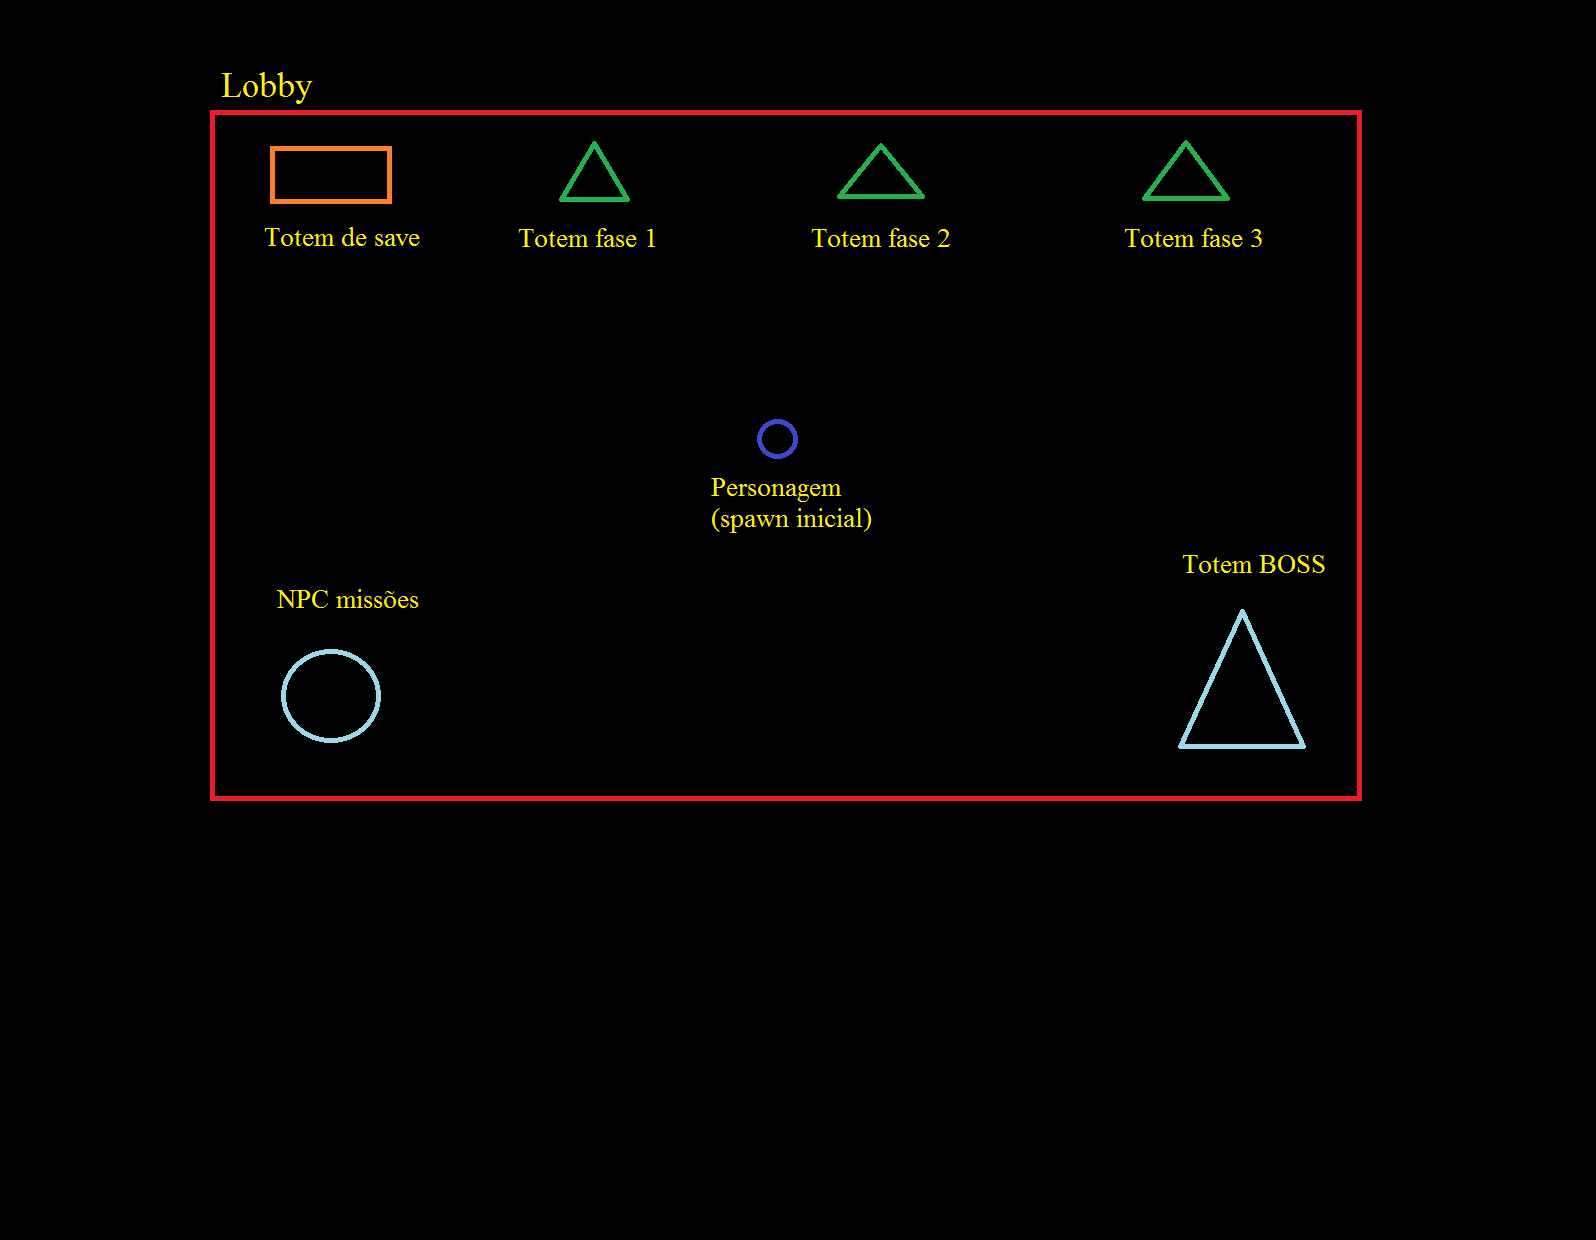 Lobby
Totem de save
Totem fase 1
Totem fase 2
Totem fase 3
Personagem
(spawn inicial)
Totem BOSS
NPC missões